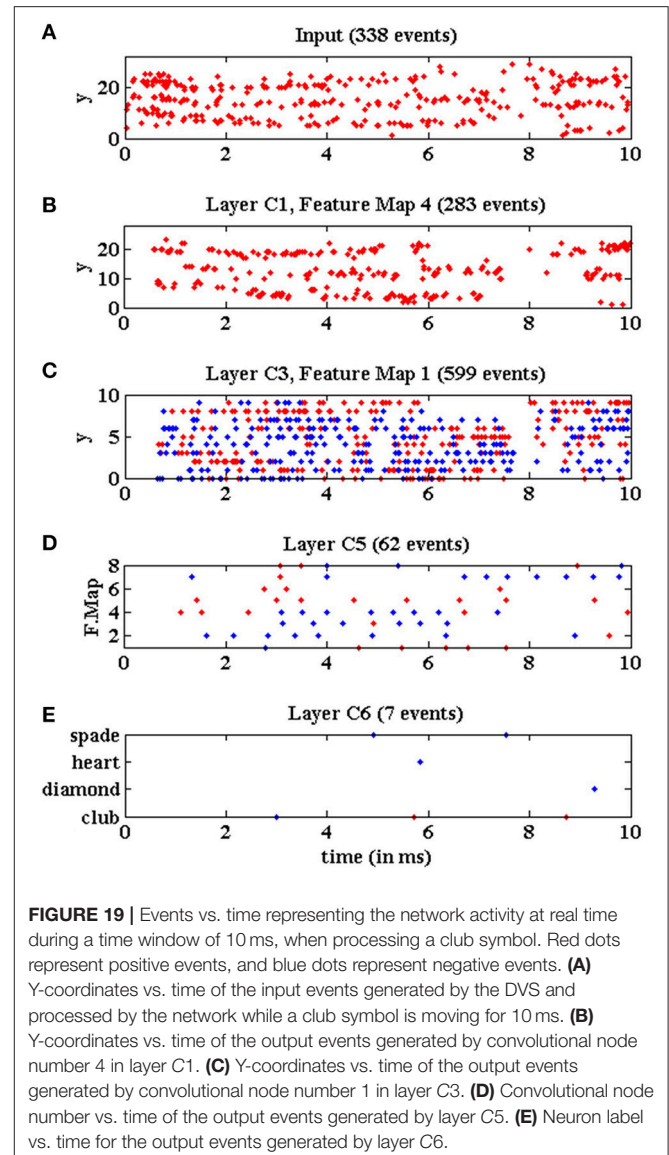 A
Input (338 events)
y
20
0
0 2 4 6 8 10
B
Layer C1, Feature Map 4 (283 events)
y
20
10
0
0 2 4 6 8 10
C
Layer C3, Feature Map 1 (599 events)
y
10
5
0
0 2 4 6 8 10
D
Layer C5 (62 events)
F.Map
8
6
4
2
0 2 4 6 8 10
E
Layer C6 (7 events)
spade
heart
diamond
club
0 2 4 6 8 10
time (in ms)
FIGURE 19 | Events vs. time representing the network activity at real time
during a time window of 10 ms, when processing a club symbol. Red dots
represent positive events, and blue dots represent negative events. (A)
Y-coordinates vs. time of the input events generated by the DVS and
processed by the network while a club symbol is moving for 10 ms. (B)
Y-coordinates vs. time of the output events generated by convolutional node
number 4 in layer C1. (C) Y-coordinates vs. time of the output events
generated by convolutional node number 1 in layer C3. (D) Convolutional node
number vs. time of the output events generated by layer C5. (E) Neuron label
vs. time for the output events generated by layer C6.